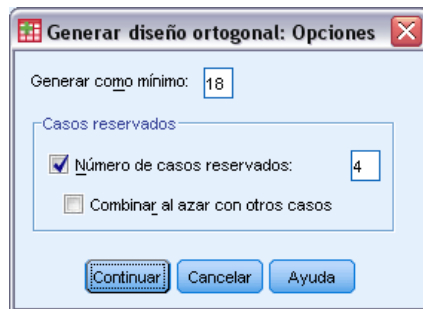 Generar diseño ortogonal: Opciones
Generar como mínimo: 18
Casos reservados
Número de casos reservados: 4
Combinar al azar con otros casos
Continuar Cancelar Ayuda